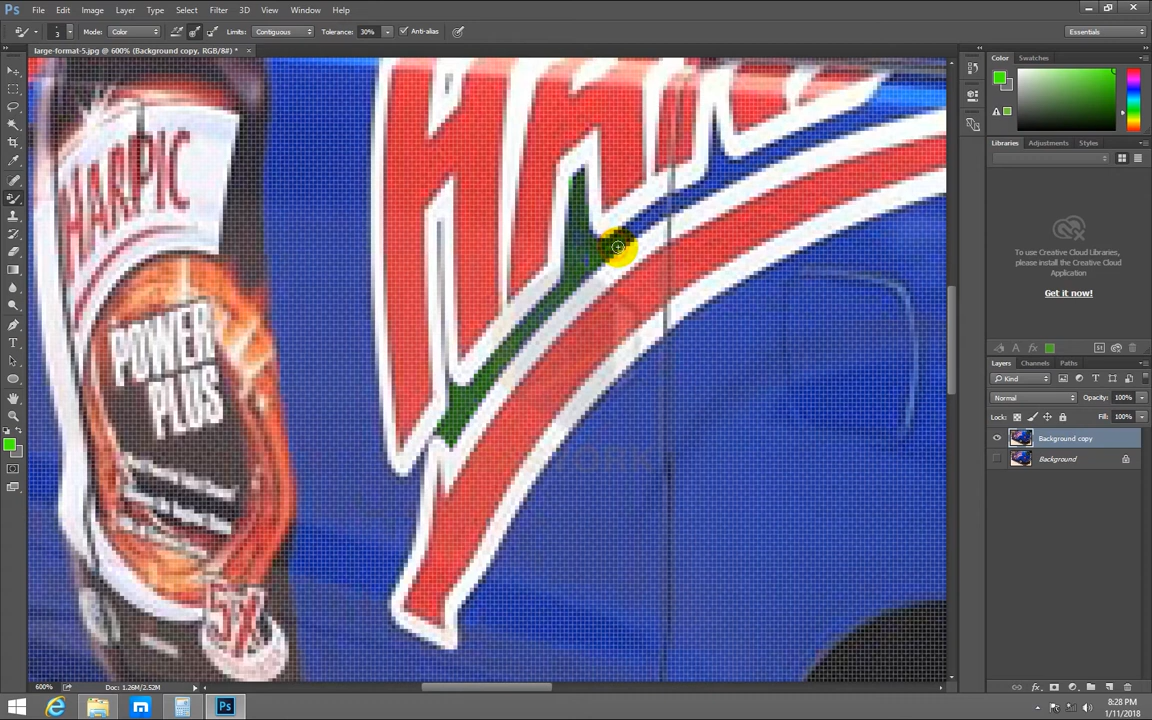 Ps File Edit Image Layer Type Select Filter 3D View Window Help
3 Mode: Color Limits: Contiguous Tolerance: 30% Anti-alias Essentials
large-format-5.jpg @ 600% (Background copy, RGB/8#) *
Color Swatches
HARPIC
POWER
PLUS
5X
Libraries Adjustments Styles
To use Creative Cloud Libraries,
please install the Creative Cloud
Application
Get it now!
Layers Channels Paths
Kind
Normal Opacity: 100%
Lock: Fill: 100%
Background copy
Background
600% Doc: 1.26M/2.52M
8:28 PM
1/11/2018